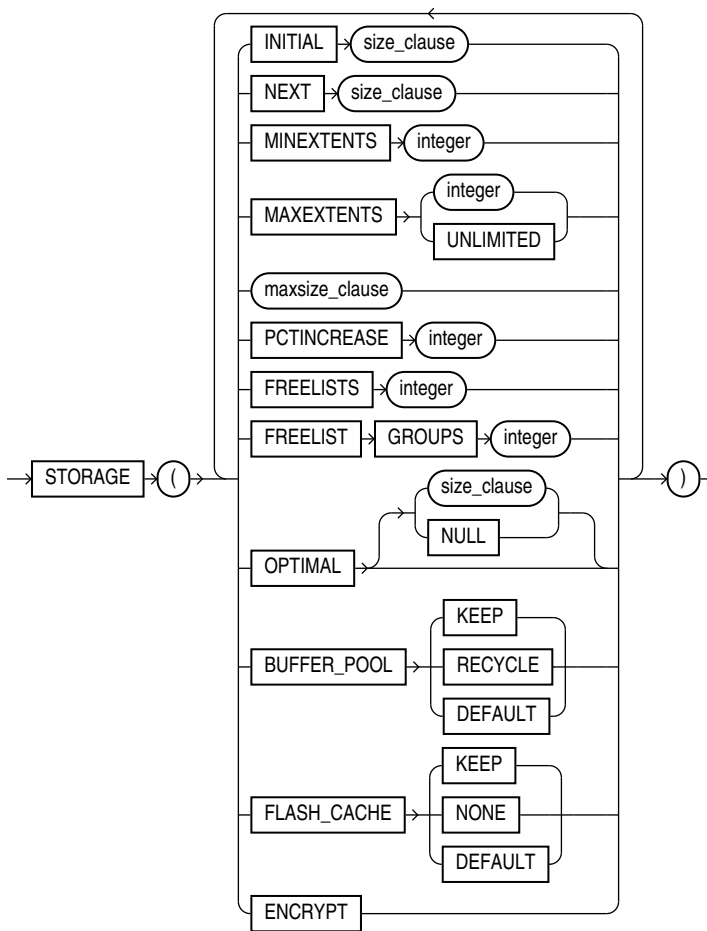 INITIAL size_clause
NEXT size_clause
MINEXTENTS integer
integer
MAXEXTENTS
UNLIMITED
maxsize_clause
PCTINCREASE integer
FREELISTS integer
FREELIST GROUPS integer
STORAGE ( )
size_clause
NULL
OPTIMAL
KEEP
BUFFER_POOL RECYCLE
DEFAULT
KEEP
FLASH_CACHE NONE
DEFAULT
ENCRYPT